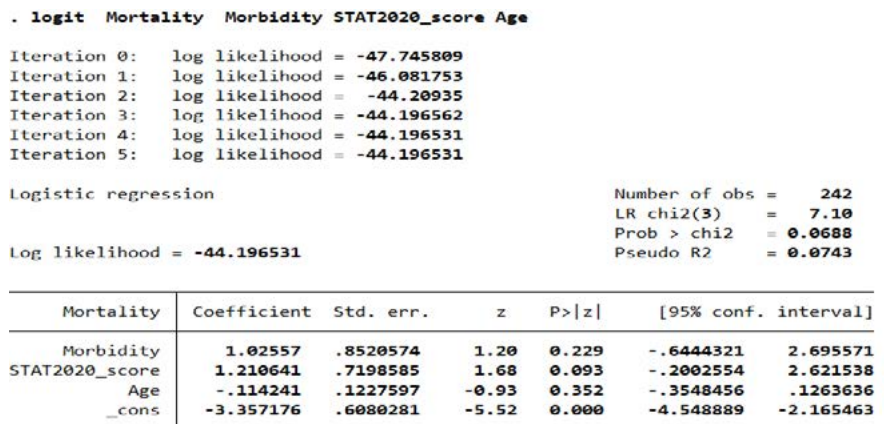 . logit Mortality Morbidity STAT2020_score Age
Iteration 0: log likelihood = -47.745809
Iteration 1: log likelihood = -46.081753
Iteration 2: log likelihood = -44.20935
Iteration 3: log likelihood = -44.196562
Iteration 4: log likelihood = -44.196531
Iteration 5: log likelihood = -44.196531
Logistic regression Number of obs = 242
LR chi2(3) = 7.10
Prob > chi2 = 0.0688
Log likelihood = -44.196531 Pseudo R2 = 0.0743
Mortality Coefficient Std. err. z P>|z| [95% conf. interval]
Morbidity 1.02557 .8520574 1.20 0.229 -.6444321 2.695571
STAT2020_score 1.210641 .7198585 1.68 0.093 -.2002554 2.621538
Age -.114241 .1227597 -0.93 0.352 -.3548456 .1263636
_cons -3.357176 .6080281 -5.52 0.000 -4.548889 -2.165463